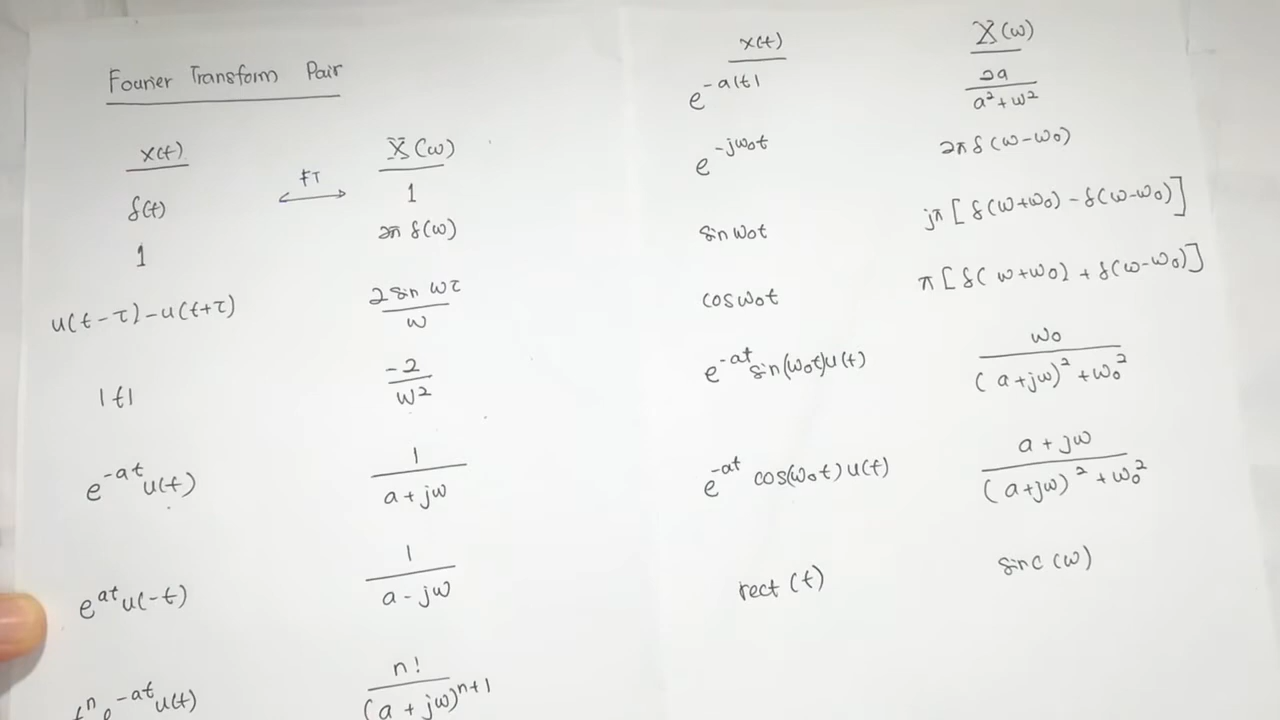 Fourier Transform Pair
x(t) FT X(ω)
δ(t) 1
1 2π δ(ω)
u(t-τ)-u(t+τ) 2 sin ωτ / ω
|t| -2 / ω²
e^-at u(t) 1 / a+jω
e^at u(-t) 1 / a-jω
t^n e^-at u(t) n! / (a+jω)^n+1
x(t) X(ω)
e^-a|t| 2a / a²+ω²
e^-jω₀t 2πδ(ω-ω₀)
sin ω₀t jπ[δ(ω+ω₀) - δ(ω-ω₀)]
cos ω₀t π[δ(ω+ω₀) + δ(ω-ω₀)]
e^-at sin(ω₀t)u(t) ω₀ / (a+jω)²+ω₀²
e^-at cos(ω₀t)u(t) a+jω / (a+jω)²+ω₀²
rect(t) sinc(ω)